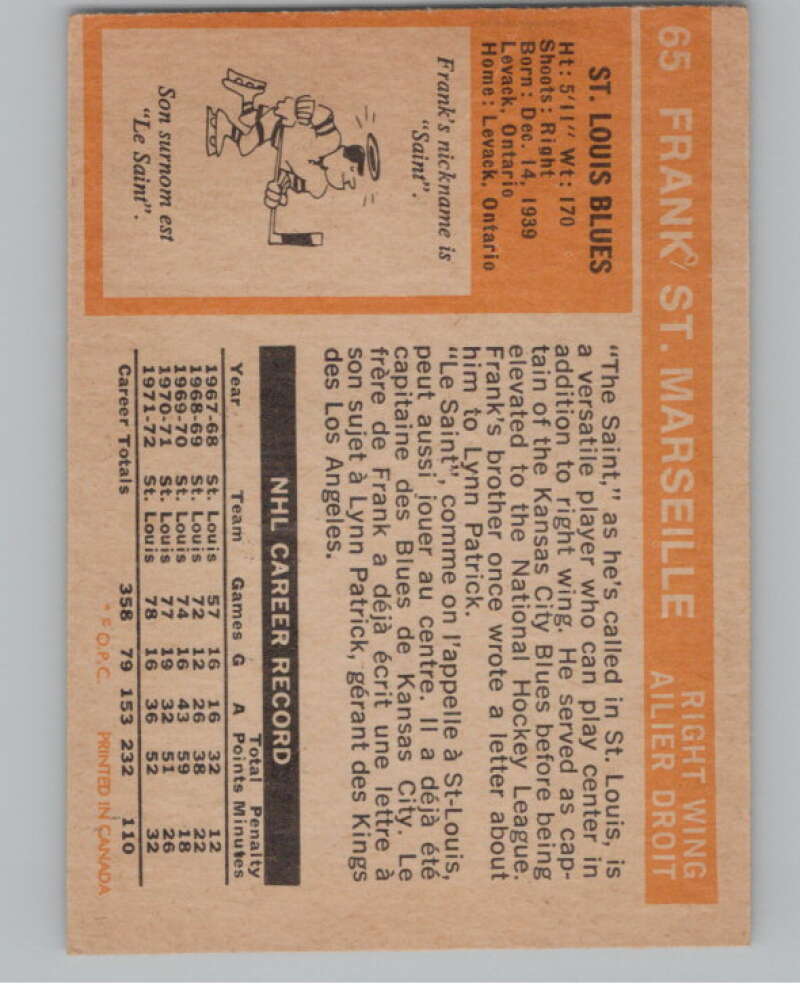 65 FRANK ST. MARSEILLE
RIGHT WING
AILIER DROIT
ST. LOUIS BLUES
Ht: 5'11" Wt: 170
Shoots: Right
Born: Dec. 14, 1939
Levack, Ontario
Home: Levack, Ontario
Frank's nickname is
"Saint".
Son surnom est
"Le Saint".
"The Saint," as he's called in St. Louis, is
a versatile player who can play center in
addition to right wing. He served as cap-
tain of the Kansas City Blues before being
elevated to the National Hockey League.
Frank's brother once wrote a letter about
him to Lynn Patrick.
"Le Saint", comme on l'appelle à St-Louis,
peut aussi jouer au centre. Il a déjà été
capitaine des Blues de Kansas City. Le
frère de Frank a déjà écrit une lettre à
son sujet à Lynn Patrick, gérant des Kings
des Los Angeles.
NHL CAREER RECORD
Total Penalty
Year Team Games G A Points Minutes
1967-68 St. Louis 57 16 16 32 12
1968-69 St. Louis 72 12 26 38 22
1969-70 St. Louis 74 16 43 59 18
1970-71 St. Louis 77 19 32 51 26
1971-72 St. Louis 78 16 36 52 32
Career Totals 358 79 153 232 110
O.P.C. PRINTED IN CANADA